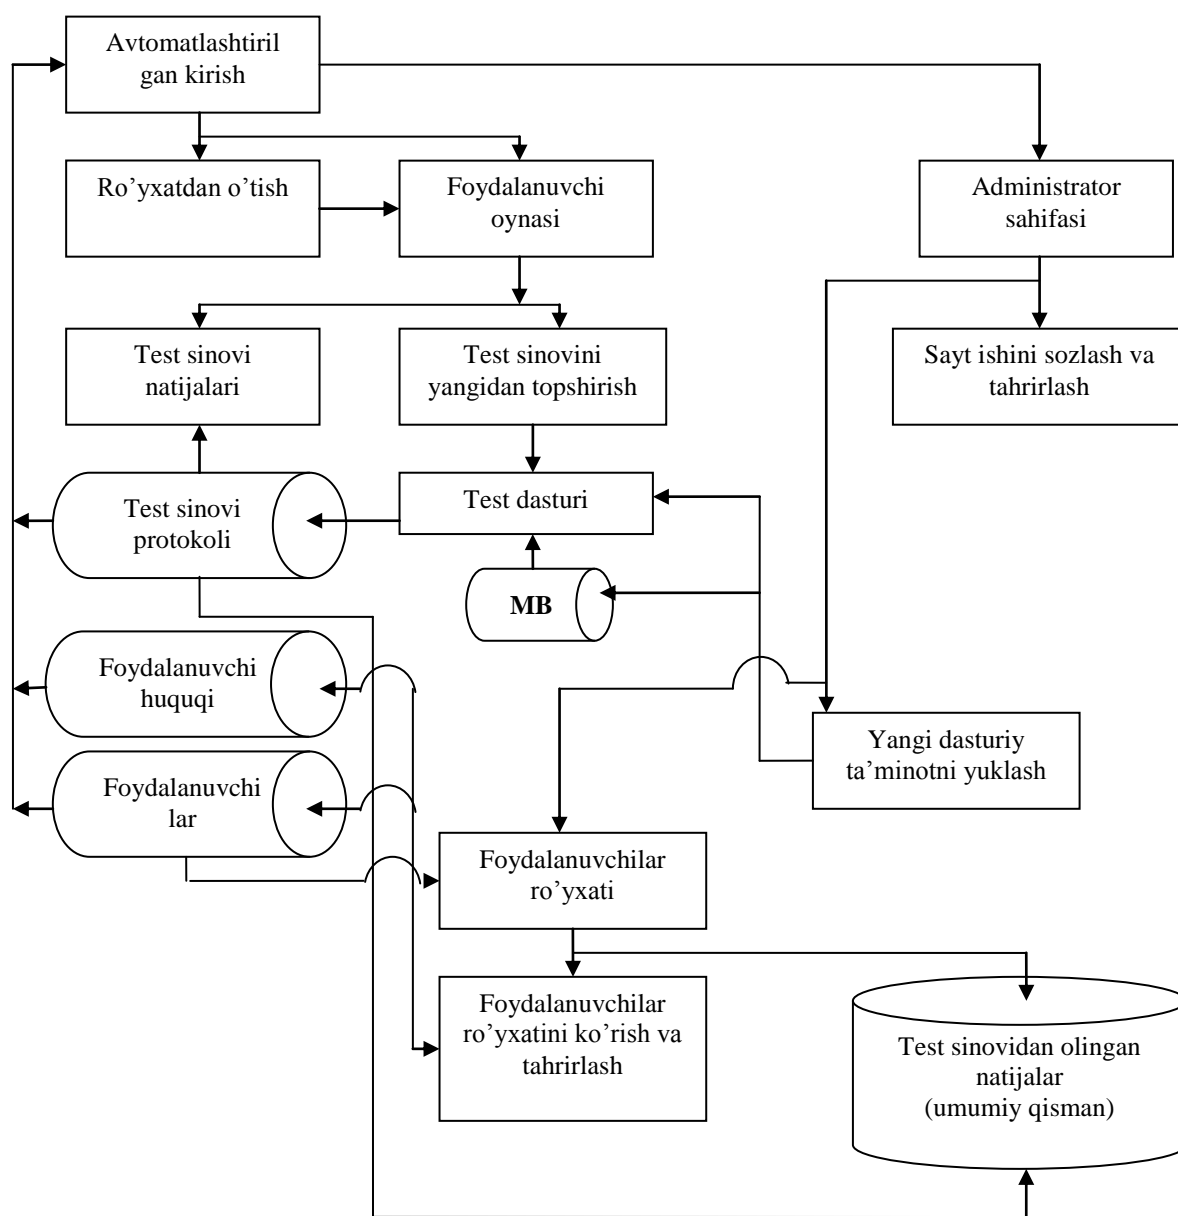 Avtomatlashtiril
gan kirish
Ro’yxatdan o’tish
Foydalanuvchi
oynasi
Administrator
sahifasi
Test sinovi
natijalari
Test sinovini
yangidan topshirish
Sayt ishini sozlash va
tahrirlash
Test sinovi
protokoli
Test dasturi
MB
Foydalanuvchi
huquqi
Yangi dasturiy
ta’minotni yuklash
Foydalanuvchi
lar
Foydalanuvchilar
ro’yxati
Foydalanuvchilar
ro’yxatini ko’rish va
tahrirlash
Test sinovidan olingan
natijalar
(umumiy qisman)